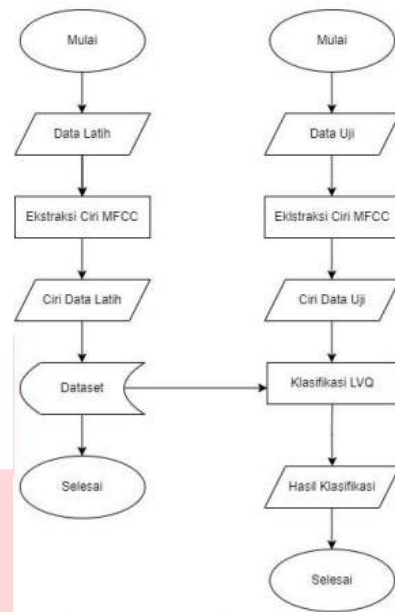 Mulai
Data Latih
Ekstraksi Ciri MFCC
Ciri Data Latih
Dataset
Selesai
Mulai
Data Uji
Eklstraksi Ciri MFCC
Ciri Data Uji
Klasifikasi LVQ
Hasil Klasifikasi
Selesai